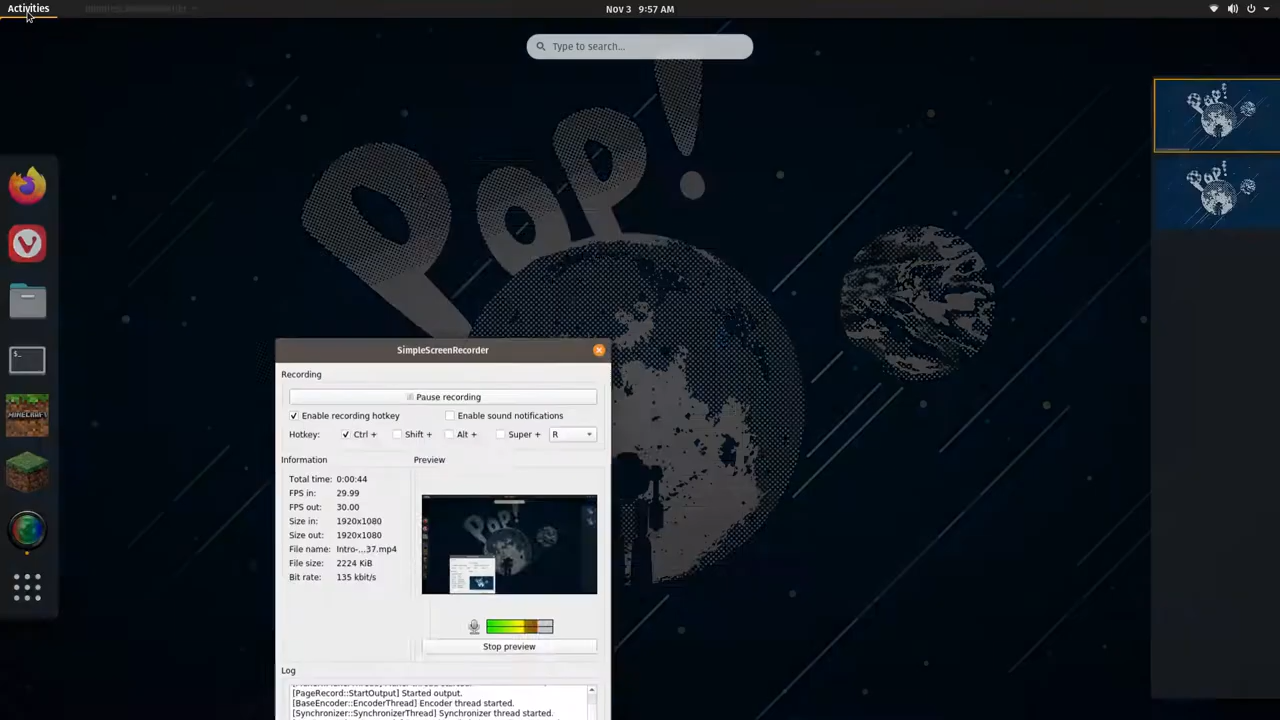 Activities
Nov 3 9:57 AM
Type to search...
Pop!
SimpleScreenRecorder
Recording
Pause recording
Enable recording hotkey
Enable sound notifications
Hotkey: Ctrl + Shift + Alt + Super + R
Information
Preview
Total time: 0:00:44
FPS in: 29.99
FPS out: 30.00
Size in: 1920x1080
Size out: 1920x1080
File name: Intro-...37.mp4
File size: 2224 KiB
Bit rate: 135 kbit/s
Stop preview
Log
[PageRecord::StartOutput] Started output.
[BaseEncoder::EncoderThread] Encoder thread started.
[Synchronizer::SynchronizerThread] Synchronizer thread started.
MINECRAFT